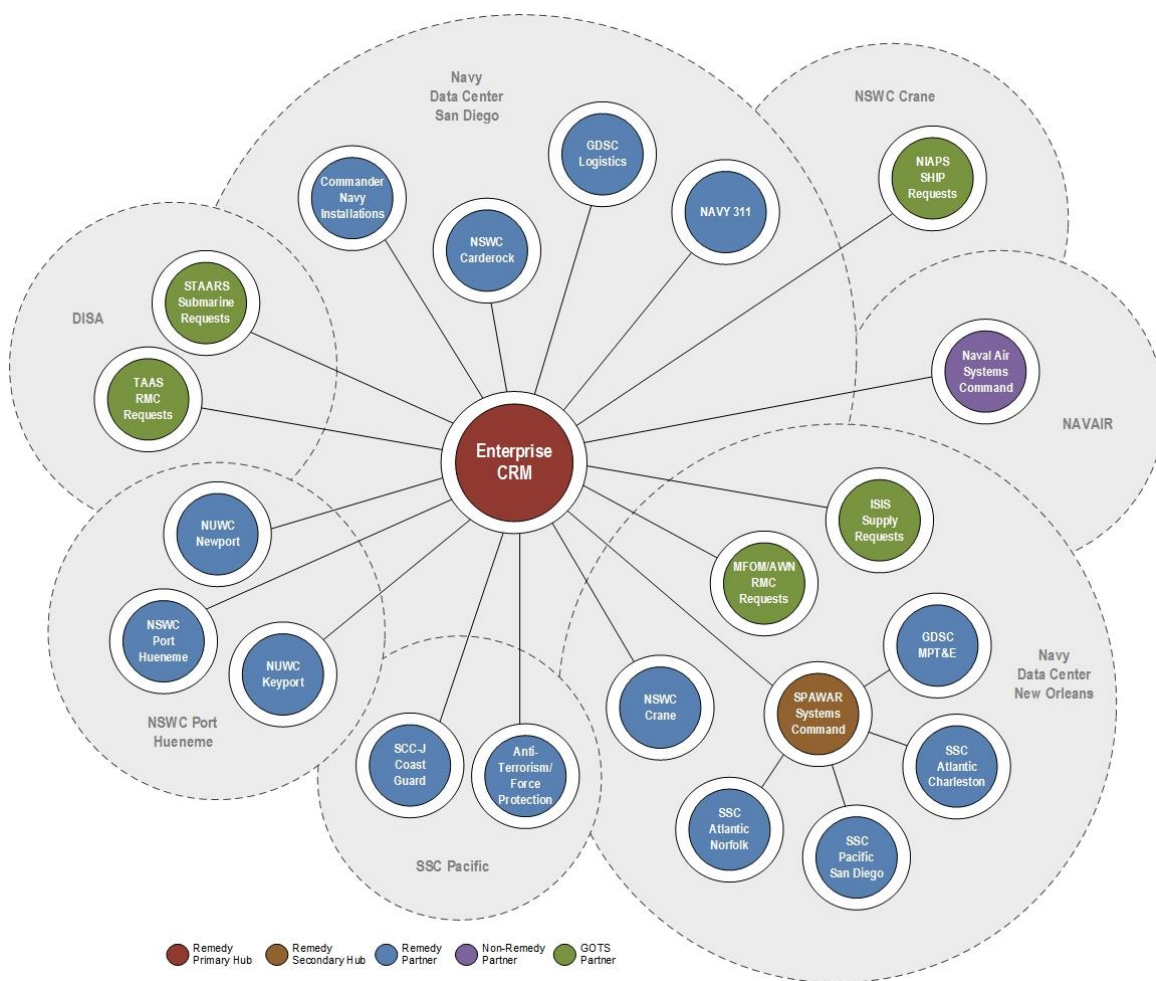 Navy
Data Center
San Diego
NSWC Crane
GDSC
Logistics
NIAPS
SHIP
Requests
Commander
Navy
Installations
NAVY 311
NSWC
Carderock
STAARS
Submarine
Requests
DISA
TAAS
RMC
Requests
Naval Air
Systems
Command
NAVAIR
Enterprise
CRM
NUWC
Newport
ISIS
Supply
Requests
MFOM/AWN
RMC
Requests
NSWC
Port
Hueneme
NUWC
Keyport
GDSC
MPT&E
Navy
Data Center
New Orleans
NSWC
Crane
SPAWAR
Systems
Command
NSWC Port
Hueneme
SCC-J
Coast
Guard
Anti-
Terrorism/
Force
Protection
SSC
Atlantic
Charleston
SSC
Atlantic
Norfolk
SSC
Pacific
San Diego
SSC Pacific
Remedy
Primary Hub
Remedy
Secondary Hub
Remedy
Partner
Non-Remedy
Partner
GOTS
Partner